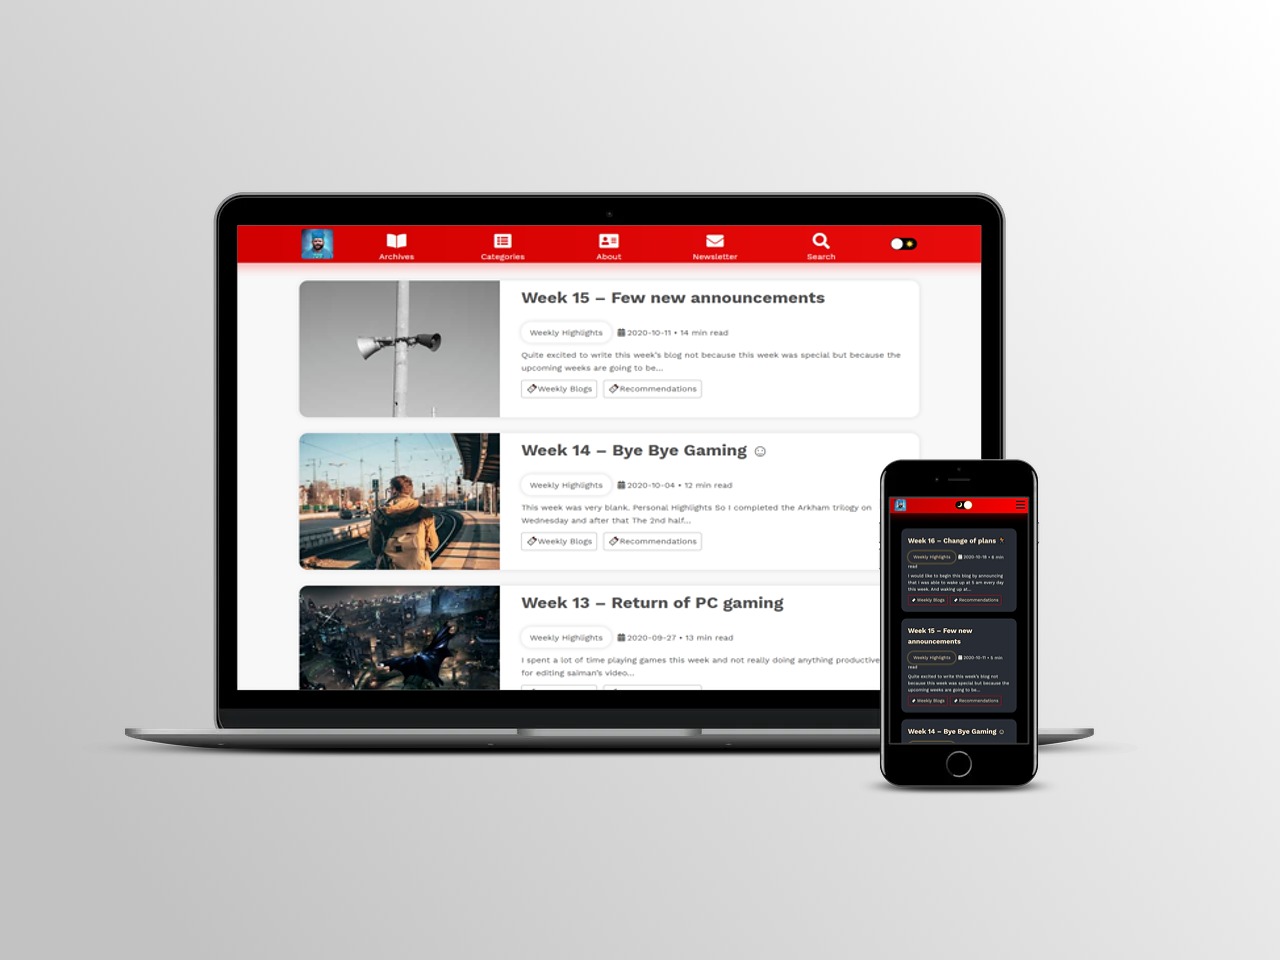 Archives
Categories
About
Newsletter
Search
Week 15 – Few new announcements
Weekly Highlights 2020-10-11 • 14 min read
Quite excited to write this week's blog not because this week was special but because the
upcoming weeks are going to be...
Weekly Blogs Recommendations
Week 14 – Bye Bye Gaming ☺
Weekly Highlights 2020-10-04 • 12 min read
This week was very blank. Personal Highlights So I completed the Arkham trilogy on
Wednesday and after that The 2nd half...
Weekly Blogs Recommendations
Week 13 – Return of PC gaming
Weekly Highlights 2020-09-27 • 13 min read
I spent a lot of time playing games this week and not really doing anything productive
for editing saiman's video...
Week 16 – Change of plans
Weekly Highlights 2020-10-18 • 8 min
read
I would like to begin this blog by announcing
that I was able to wake up at 5 am every day
this week. And waking up at...
Weekly Blogs Recommendations
Week 15 – Few new
announcements
Weekly Highlights 2020-10-11 • 5 min
read
Quite excited to write this week's blog not
because this week was special but because the
upcoming weeks are going to be...
Weekly Blogs Recommendations
Week 14 – Bye Bye Gaming ☺